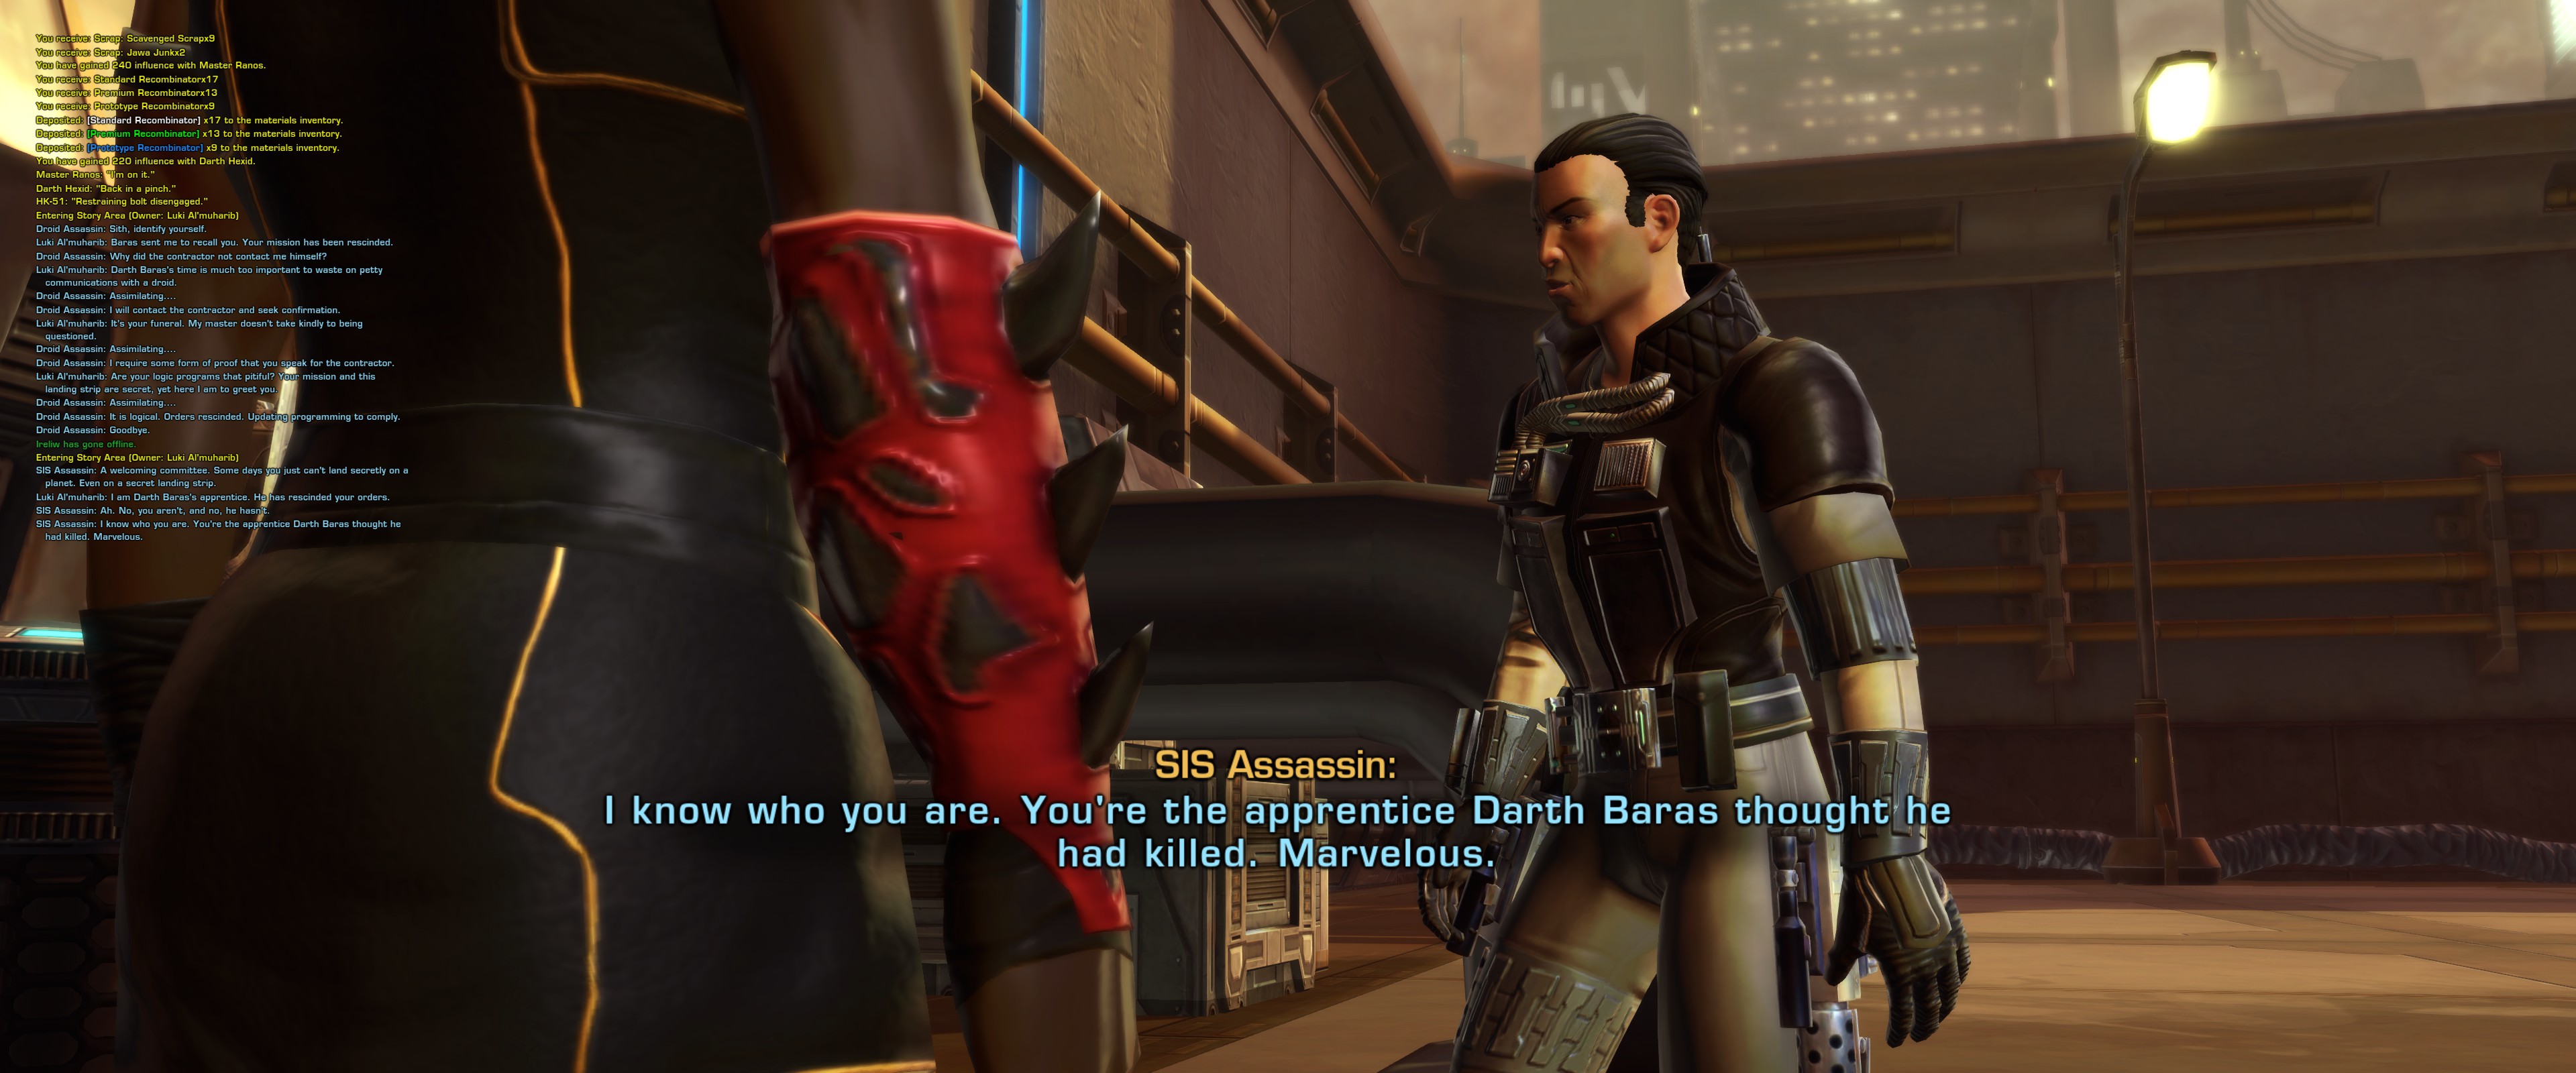 You receive: Scrap: Scavenged Scrapx9
You receive: Scrap: Jawa Junkx2
You have gained 240 influence with Master Ranos.
You receive: Standard Recombinatorx17
You receive: Premium Recombinatorx13
You receive: Prototype Recombinatorx9
Deposited: [Standard Recombinator] x17 to the materials inventory.
Deposited: [Premium Recombinator] x13 to the materials inventory.
Deposited: [Prototype Recombinator] x9 to the materials inventory.
You have gained 220 influence with Darth Hexid.
Master Ranos: "I'm on it."
Darth Hexid: "Back in a pinch."
HK-51: "Restraining bolt disengaged."
Entering Story Area (Owner: Luki Al'muharib)
Droid Assassin: Sith, identify yourself.
Luki Al'muharib: Baras sent me to recall you. Your mission has been rescinded.
Droid Assassin: Why did the contractor not contact me himself?
Luki Al'muharib: Darth Baras's time is much too important to waste on petty
communications with a droid.
Droid Assassin: Assimilating....
Droid Assassin: I will contact the contractor and seek confirmation.
Luki Al'muharib: It's your funeral. My master doesn't take kindly to being
questioned.
Droid Assassin: Assimilating....
Droid Assassin: I require some form of proof that you speak for the contractor.
Luki Al'muharib: Are your logic programs that pitiful? Your mission and this
landing strip are secret, yet here I am to greet you.
Droid Assassin: Assimilating....
Droid Assassin: It is logical. Orders rescinded. Updating programming to comply.
Droid Assassin: Goodbye.
Ireliw has gone offline.
Entering Story Area (Owner: Luki Al'muharib)
SIS Assassin: A welcoming committee. Some days you just can't land secretly on a
planet. Even on a secret landing strip.
Luki Al'muharib: I am Darth Baras's apprentice. He has rescinded your orders.
SIS Assassin: Ah. No, you aren't, and no, he hasn't.
SIS Assassin: I know who you are. You're the apprentice Darth Baras thought he
had killed. Marvelous.
SIS Assassin:
I know who you are. You're the apprentice Darth Baras thought he
had killed. Marvelous.